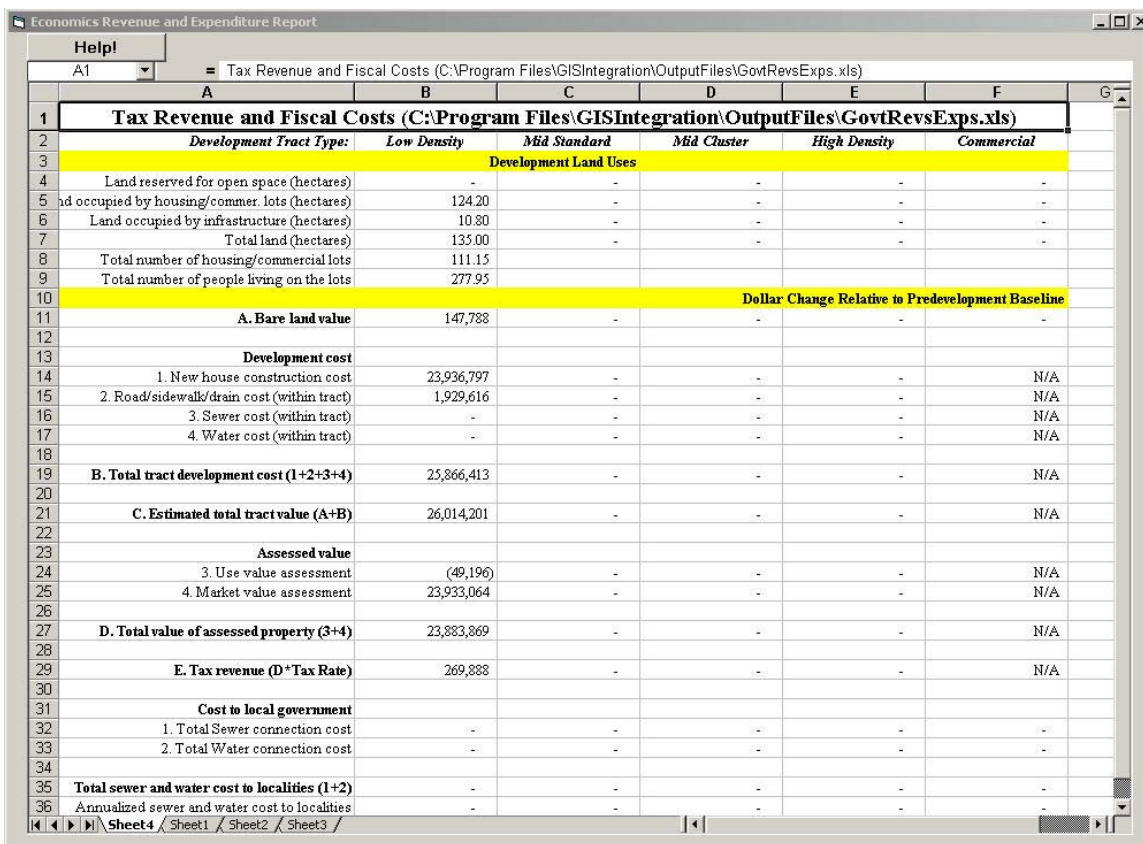 Economics Revenue and Expenditure Report
Help!
A1 = Tax Revenue and Fiscal Costs (C:\Program Files\GISIntegration\OutputFiles\GovtRevsExps.xls)
A B C D E F G
1 Tax Revenue and Fiscal Costs (C:\Program Files\GISIntegration\OutputFiles\GovtRevsExps.xls)
2 Development Tract Type: Low Density Mid Standard Mid Cluster High Density Commercial
3 Development Land Uses
4 Land reserved for open space (hectares) - - - - -
5 nd occupied by housing/commer. lots (hectares) 124.20 - - - -
6 Land occupied by infrastructure (hectares) 10.80 - - - -
7 Total land (hectares) 135.00 - - - -
8 Total number of housing/commercial lots 111.15
9 Total number of people living on the lots 277.95
10 Dollar Change Relative to Predevelopment Baseline
11 A. Bare land value 147,788 - - - -
12
13 Development cost
14 1. New house construction cost 23,936,797 - - - N/A
15 2. Road/sidewalk/drain cost (within tract) 1,929,616 - - - N/A
16 3. Sewer cost (within tract) - - - - N/A
17 4. Water cost (within tract) - - - - N/A
18
19 B. Total tract development cost (1+2+3+4) 25,866,413 - - - N/A
20
21 C. Estimated total tract value (A+B) 26,014,201 - - - N/A
22
23 Assessed value
24 3. Use value assessment (49,196) - - - N/A
25 4. Market value assessment 23,933,064 - - - N/A
26
27 D. Total value of assessed property (3+4) 23,883,869 - - - N/A
28
29 E. Tax revenue (D*Tax Rate) 269,888 - - - N/A
30
31 Cost to local government
32 1. Total Sewer connection cost - - - - -
33 2. Total Water connection cost - - - - -
34
35 Total sewer and water cost to localities (1+2) - - - - -
36 Annualized sewer and water cost to localities - - - - -
Sheet4 Sheet1 Sheet2 Sheet3